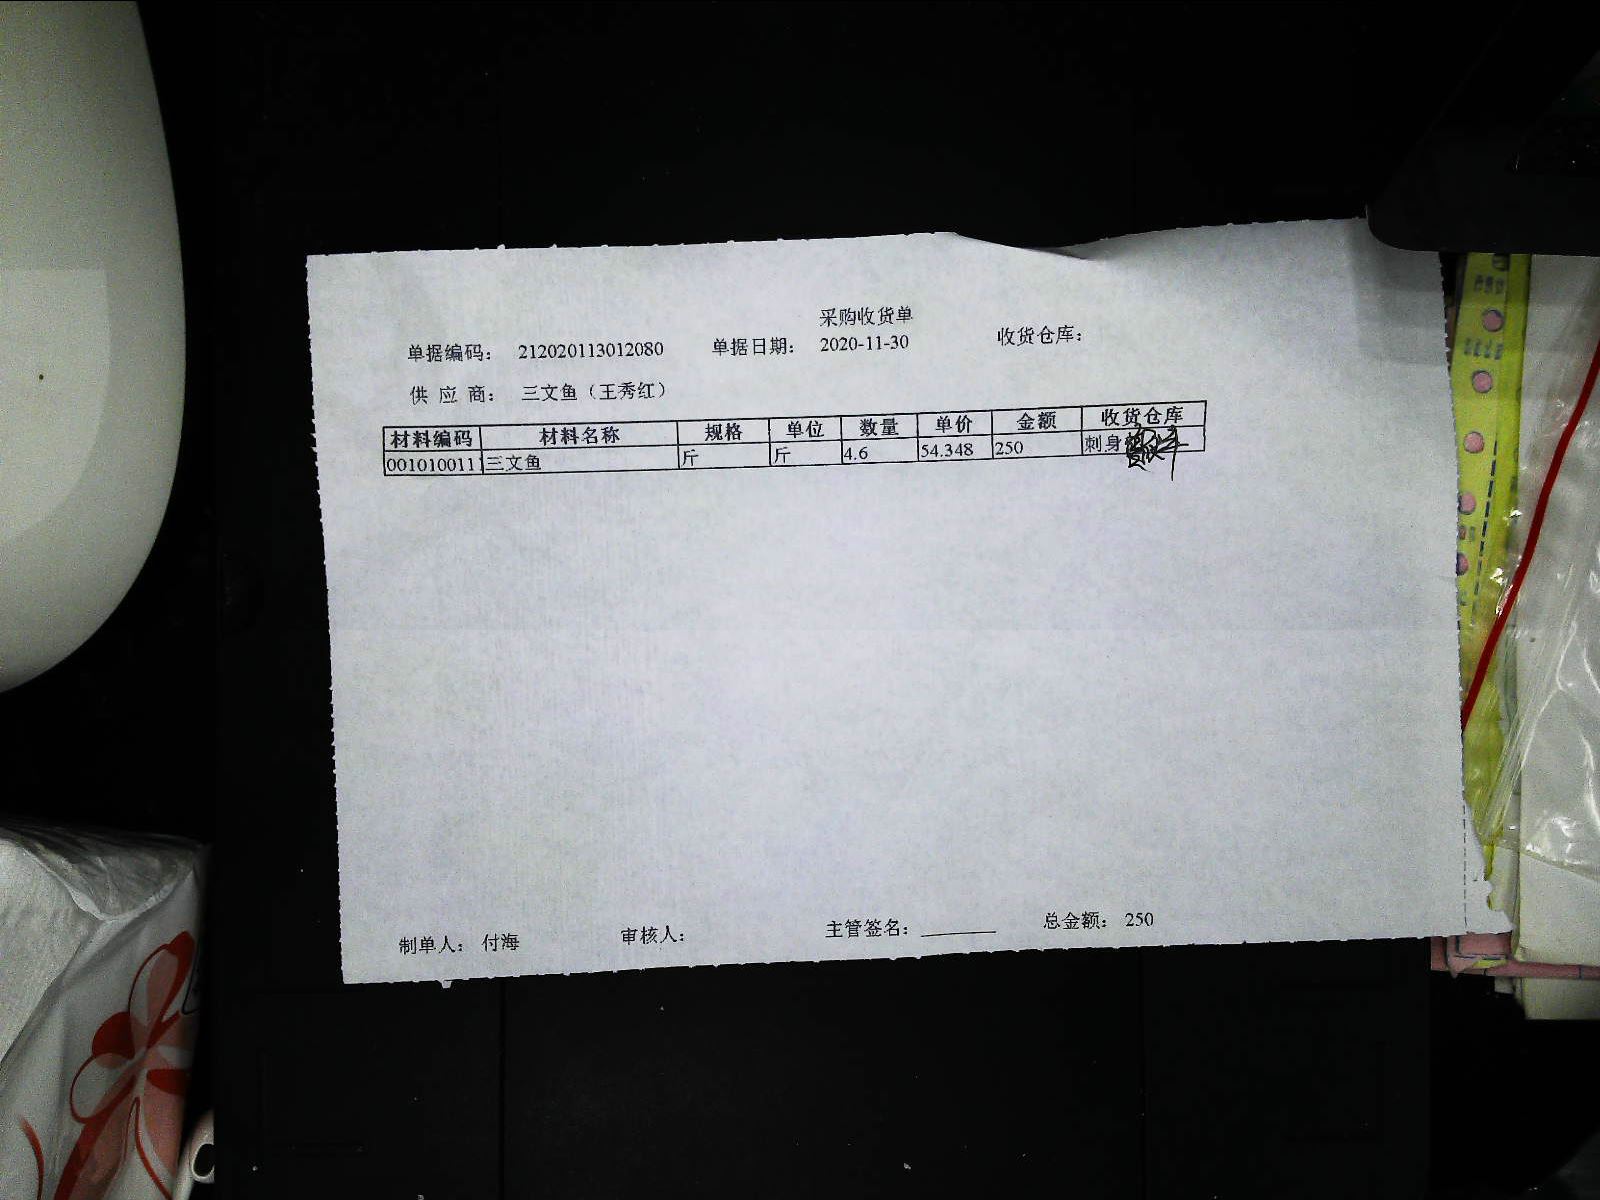 采购收货单
单据编码: 212020113012080 单据日期: 2020-11-30 收货仓库:
供 应 商: 三文鱼（王秀红）
材料编码 材料名称 规格 单位 数量 单价 金额 收货仓库
001010011 三文鱼 斤 斤 4.6 54.348 250 刺身
制单人: 付海 审核人: 主管签名: ________ 总金额: 250